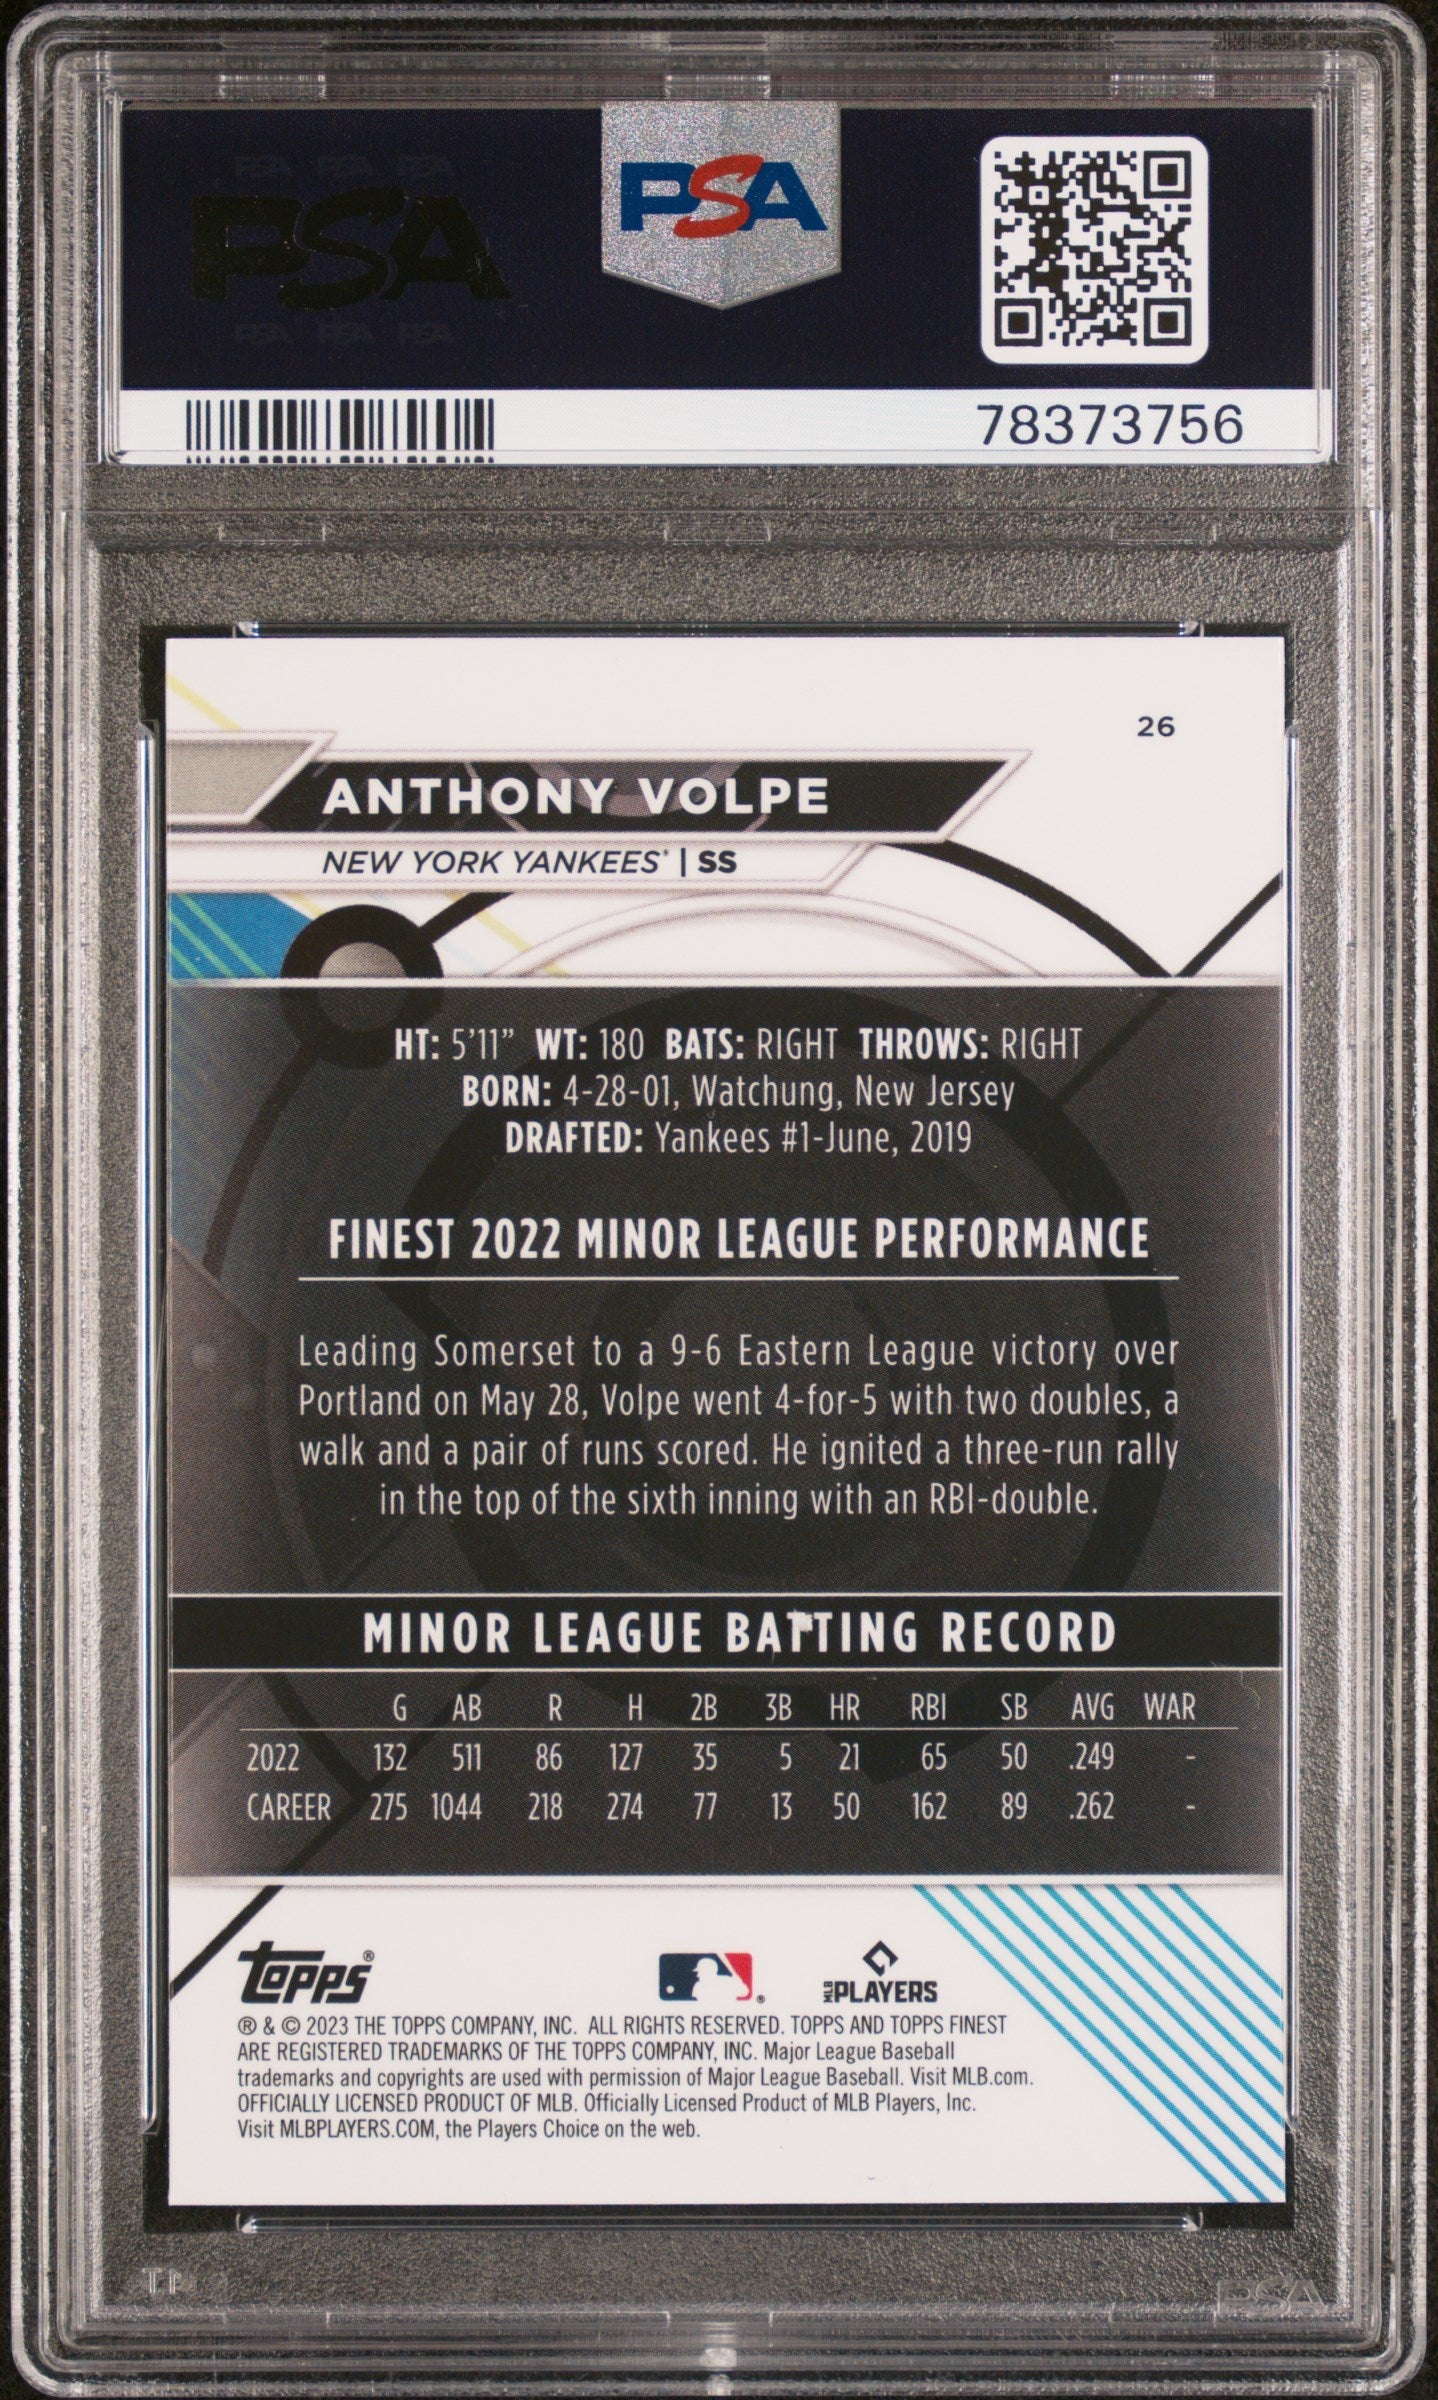 PSA PSA PSA
PSA
PSA PSA PSA
PSA
78373756
26
ANTHONY VOLPE
NEW YORK YANKEES® | SS
HT: 5'11” WT: 180 BATS: RIGHT THROWS: RIGHT
BORN: 4-28-01, Watchung, New Jersey
DRAFTED: Yankees #1-June, 2019
FINEST 2022 MINOR LEAGUE PERFORMANCE
Leading Somerset to a 9-6 Eastern League victory over
Portland on May 28, Volpe went 4-for-5 with two doubles, a
walk and a pair of runs scored. He ignited a three-run rally
in the top of the sixth inning with an RBI-double.
MINOR LEAGUE BATTING RECORD
G AB R H 2B 3B HR RBI SB AVG WAR
2022 132 511 86 127 35 5 21 65 50 .249 -
CAREER 275 1044 218 274 77 13 50 162 89 .262 -
Topps®
®
MLB PLAYERS
® & © 2023 THE TOPPS COMPANY, INC. ALL RIGHTS RESERVED. TOPPS AND TOPPS FINEST
ARE REGISTERED TRADEMARKS OF THE TOPPS COMPANY, INC. Major League Baseball
trademarks and copyrights are used with permission of Major League Baseball. Visit MLB.com.
OFFICIALLY LICENSED PRODUCT OF MLB. Officially Licensed Product of MLB Players, Inc.
Visit MLBPLAYERS.COM, the Players Choice on the web.
PSA